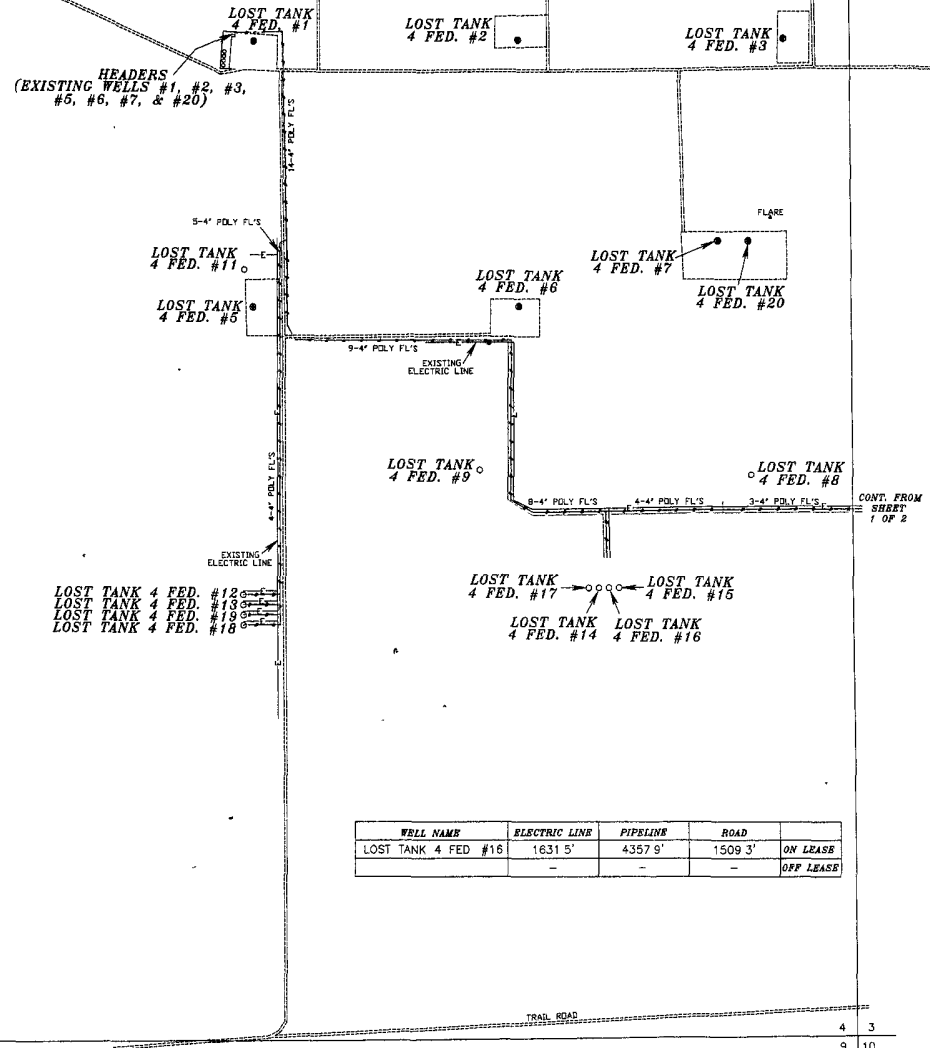 LOST TANK
4 FED. #1
LOST TANK
4 FED. #2
LOST TANK
4 FED. #3
HEADERS
(EXISTING WELLS #1, #2, #3,
#5, #6, #7, & #20)
14-4" POLY FL'S
5-4" POLY FL'S
E
LOST TANK
4 FED. #11
LOST TANK
4 FED. #5
FLARE
LOST TANK
4 FED. #7
LOST TANK
4 FED. #20
LOST TANK
4 FED. #6
9-4" POLY FL'S
E
EXISTING
ELECTRIC LINE
4-4" POLY FL'S
LOST TANK
4 FED. #9
LOST TANK
4 FED. #8
8-4" POLY FL'S
4-4" POLY FL'S
3-4" POLY FL'S
CONT. FROM
SHEET
1 OF 2
EXISTING
ELECTRIC LINE
LOST TANK 4 FED. #12
LOST TANK 4 FED. #13
LOST TANK 4 FED. #19
LOST TANK 4 FED. #18
LOST TANK
4 FED. #17
LOST TANK
4 FED. #15
LOST TANK
4 FED. #14
LOST TANK
4 FED. #16
WELL NAME ELECTRIC LINE PIPELINE ROAD
LOST TANK 4 FED #16 1631 5' 4357 9' 1509 3' ON LEASE
- - - OFF LEASE
TRAIL ROAD
4 3
9 10